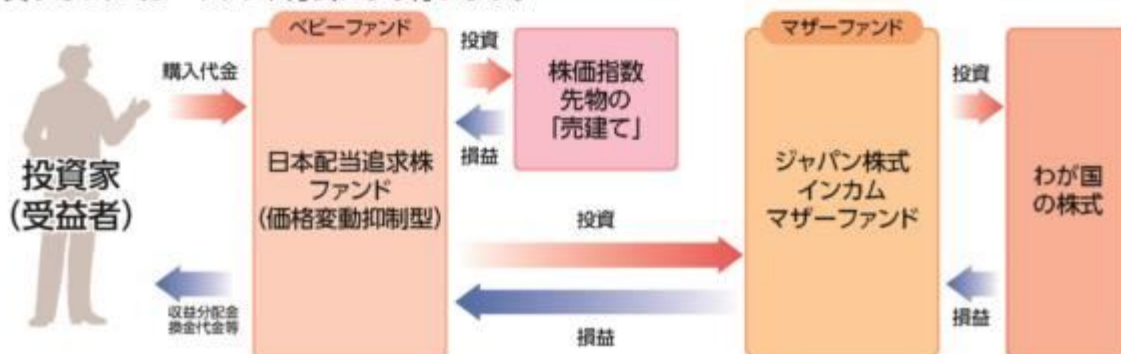 ベビーファンド
マザーファンド
購入代金
投資
損益
株価指数
先物の
「売建て」
投資
損益
投資家
(受益者)
日本配当追求株
ファンド
(価格変動抑制型)
投資
損益
ジャパン株式
インカム
マザーファンド
わが国
の株式
収益分配金
換金代金等